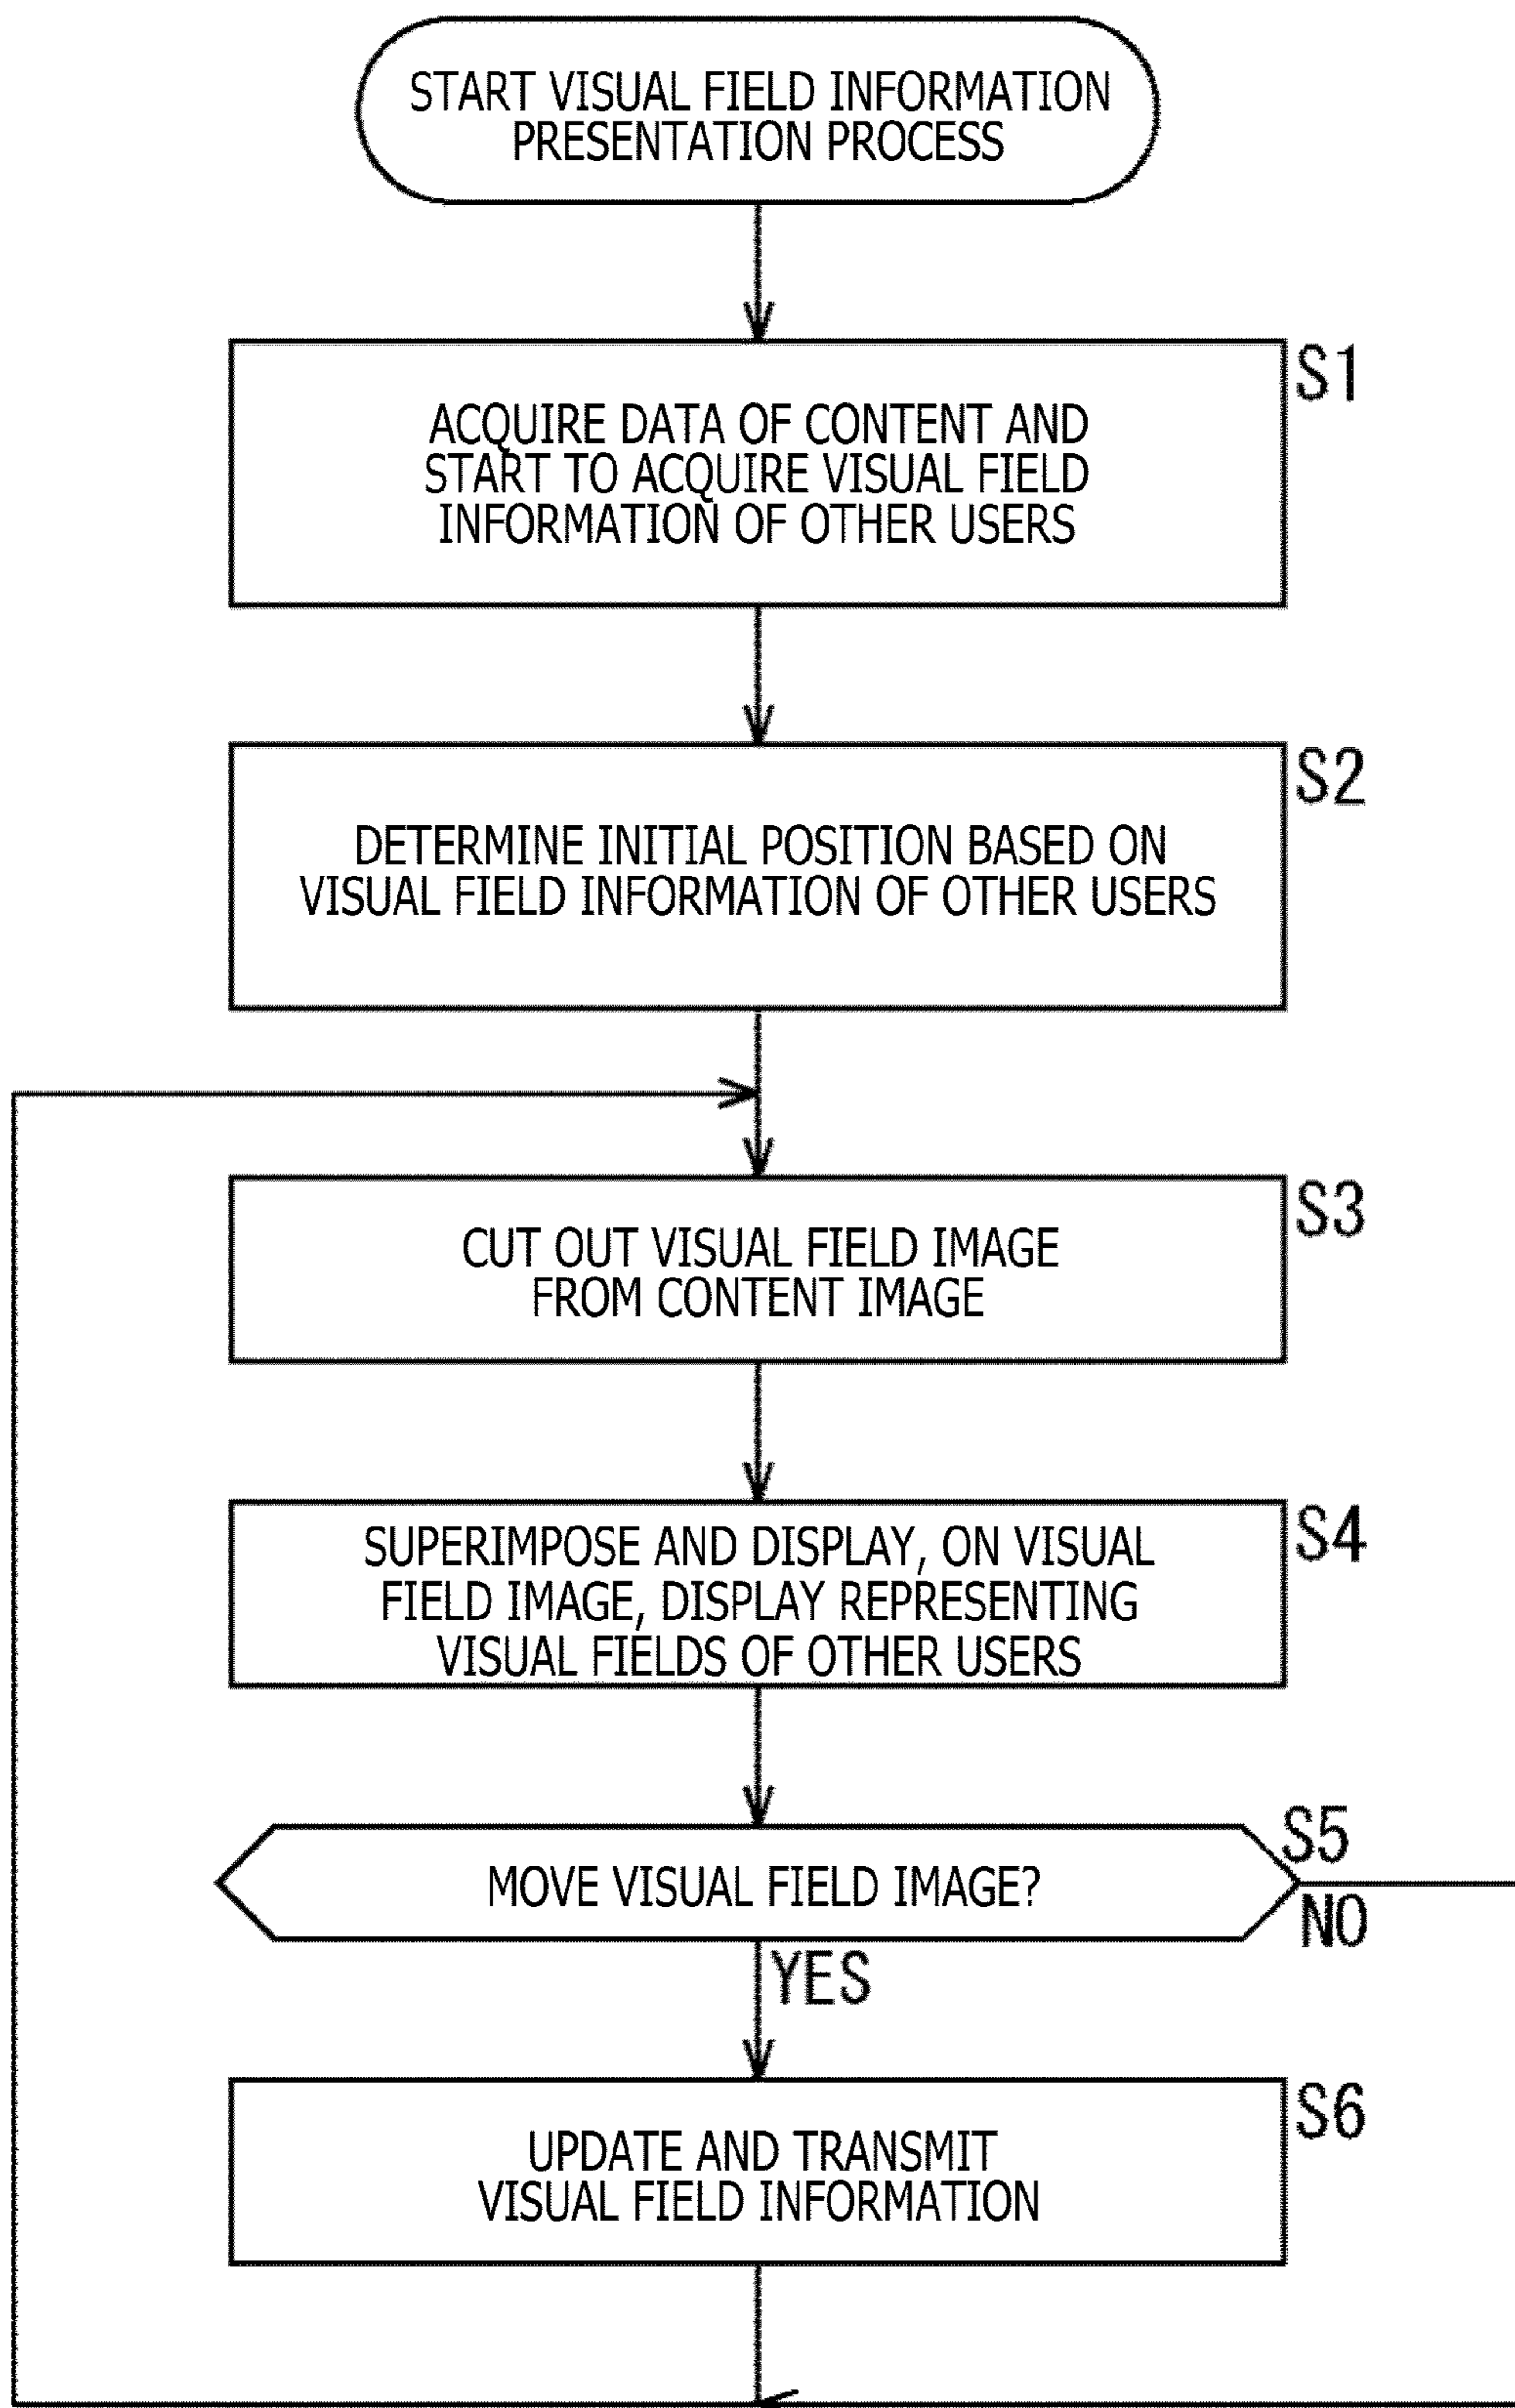 START VISUAL FIELD INFORMATION
PRESENTATION PROCESS
S1
ACQUIRE DATA OF CONTENT AND
START TO ACQUIRE VISUAL FIELD
INFORMATION OF OTHER USERS
S2
DETERMINE INITIAL POSITION BASED ON
VISUAL FIELD INFORMATION OF OTHER USERS
S3
CUT OUT VISUAL FIELD IMAGE
FROM CONTENT IMAGE
S4
SUPERIMPOSE AND DISPLAY, ON VISUAL
FIELD IMAGE, DISPLAY REPRESENTING
VISUAL FIELDS OF OTHER USERS
S5
MOVE VISUAL FIELD IMAGE?
NO
YES
S6
UPDATE AND TRANSMIT
VISUAL FIELD INFORMATION